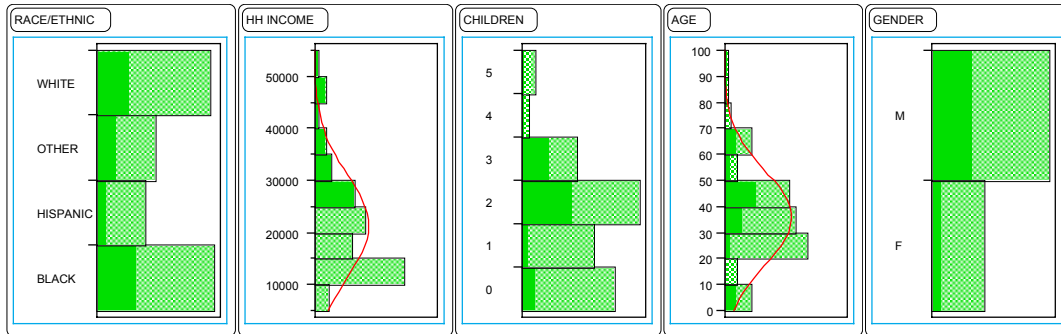 RACE/ETHNIC
WHITE
OTHER
HISPANIC
BLACK
HH INCOME
50000
40000
30000
20000
10000
CHILDREN
5
4
3
2
1
0
AGE
100
90
80
70
60
50
40
30
20
10
0
GENDER
M
F